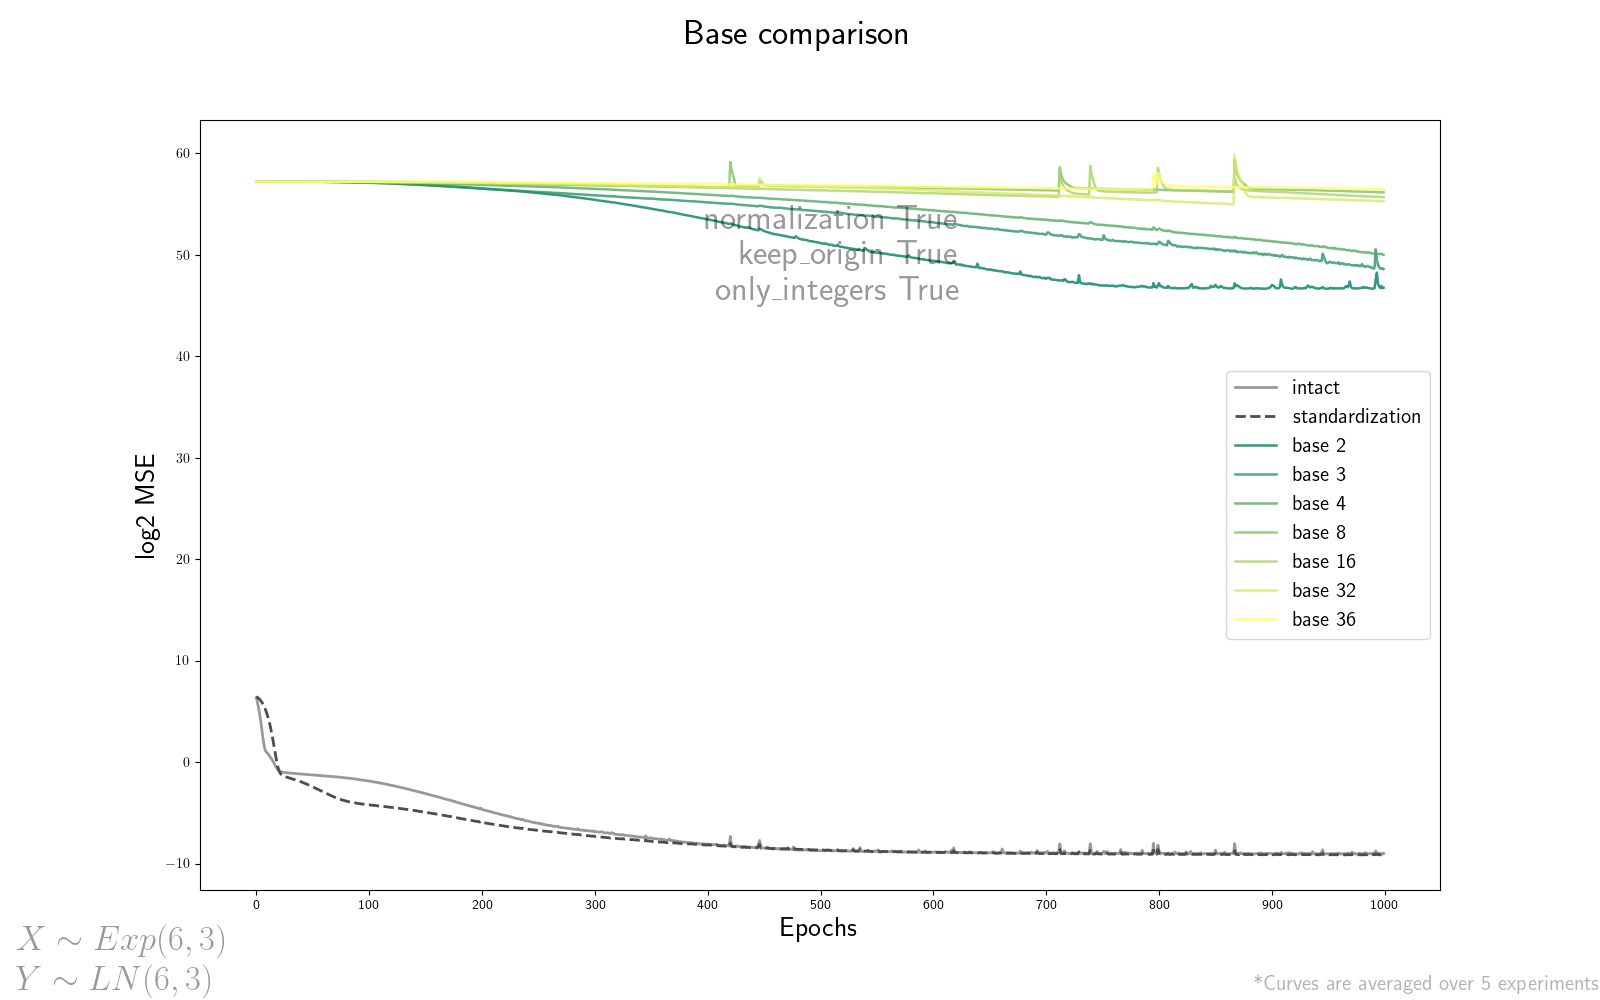 Base comparison
60
50
40
30
20
10
0
−10
log2 MSE
normalization True
keep_origin True
only_integers True
intact
standardization
base 2
base 3
base 4
base 8
base 16
base 32
base 36
0 100 200 300 400 500 600 700 800 900 1000
Epochs
X ∼ Exp(6, 3)
Y ∼ LN(6, 3)
*Curves are averaged over 5 experiments